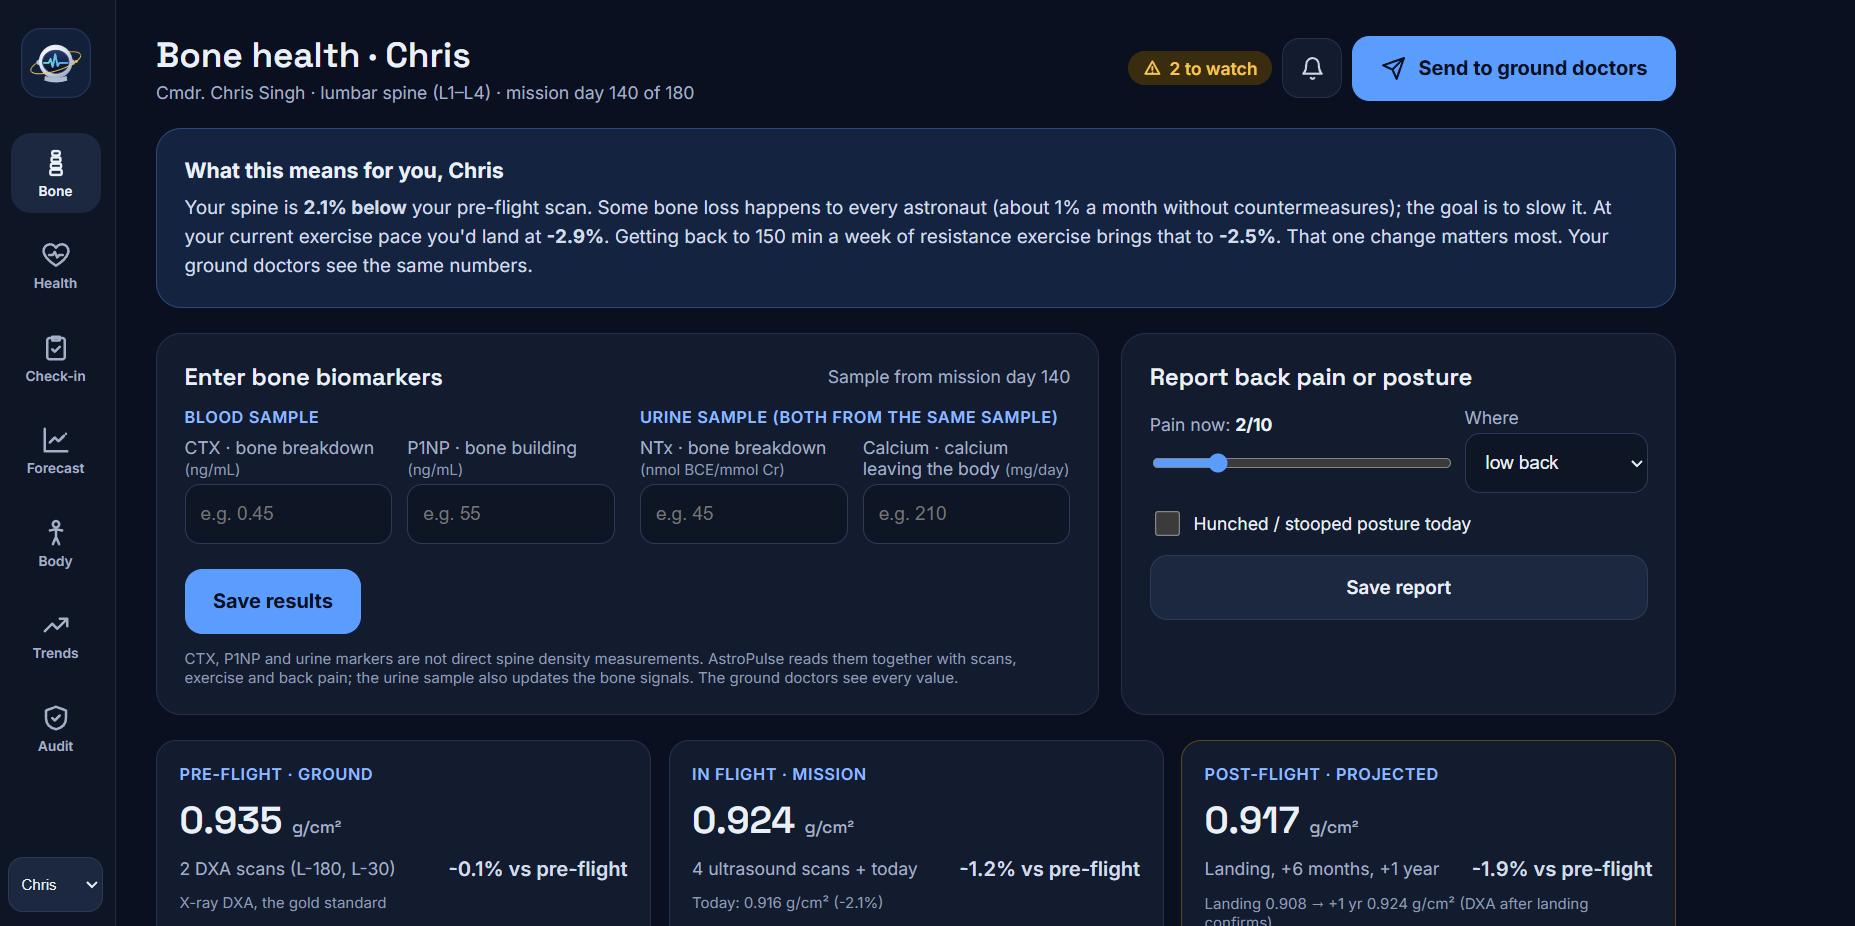 Bone health · Chris
Cmdr. Chris Singh · lumbar spine (L1–L4) · mission day 140 of 180
2 to watch
Send to ground doctors
Bone
Health
Check-in
Forecast
Body
Trends
Audit
Chris
What this means for you, Chris
Your spine is 2.1% below your pre-flight scan. Some bone loss happens to every astronaut (about 1% a month without countermeasures); the goal is to slow it. At
your current exercise pace you'd land at -2.9%. Getting back to 150 min a week of resistance exercise brings that to -2.5%. That one change matters most. Your
ground doctors see the same numbers.
Enter bone biomarkers
Sample from mission day 140
BLOOD SAMPLE
URINE SAMPLE (BOTH FROM THE SAME SAMPLE)
CTX · bone breakdown
(ng/mL)
P1NP · bone building
(ng/mL)
NTx · bone breakdown
(nmol BCE/mmol Cr)
Calcium · calcium
leaving the body (mg/day)
e.g. 0.45
e.g. 55
e.g. 45
e.g. 210
Save results
CTX, P1NP and urine markers are not direct spine density measurements. AstroPulse reads them together with scans,
exercise and back pain; the urine sample also updates the bone signals. The ground doctors see every value.
Report back pain or posture
Pain now: 2/10
Where
low back
Hunched / stooped posture today
Save report
PRE-FLIGHT · GROUND
0.935 g/cm²
2 DXA scans (L-180, L-30)
-0.1% vs pre-flight
X-ray DXA, the gold standard
IN FLIGHT · MISSION
0.924 g/cm²
4 ultrasound scans + today
-1.2% vs pre-flight
Today: 0.916 g/cm² (-2.1%)
POST-FLIGHT · PROJECTED
0.917 g/cm²
Landing, +6 months, +1 year
-1.9% vs pre-flight
Landing 0.908 → +1 yr 0.924 g/cm² (DXA after landing
confirms)